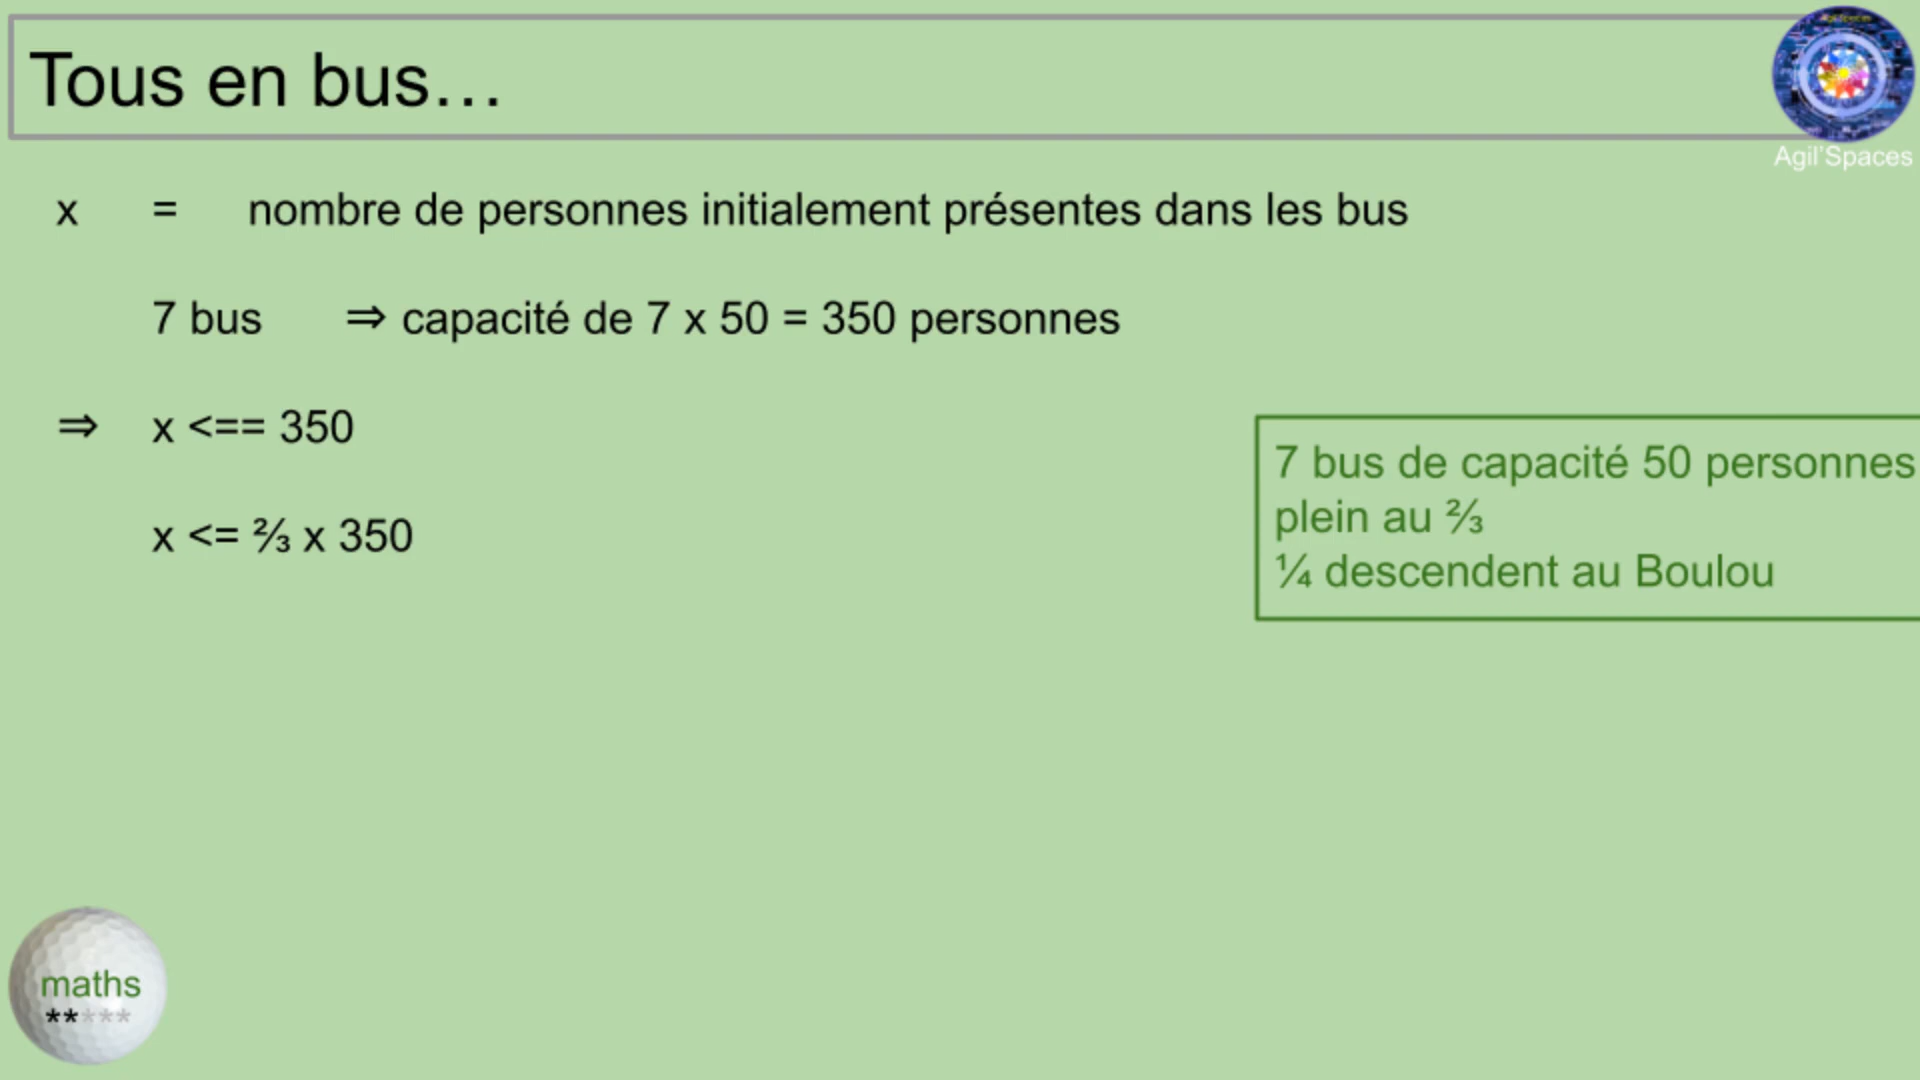 Tous en bus…
Agil'Spaces
x = nombre de personnes initialement présentes dans les bus
7 bus ⇒ capacité de 7 x 50 = 350 personnes
⇒ x <== 350
x <= ⅔ x 350
7 bus de capacité 50 personnes
plein au ⅔
¼ descendent au Boulou
maths
*****